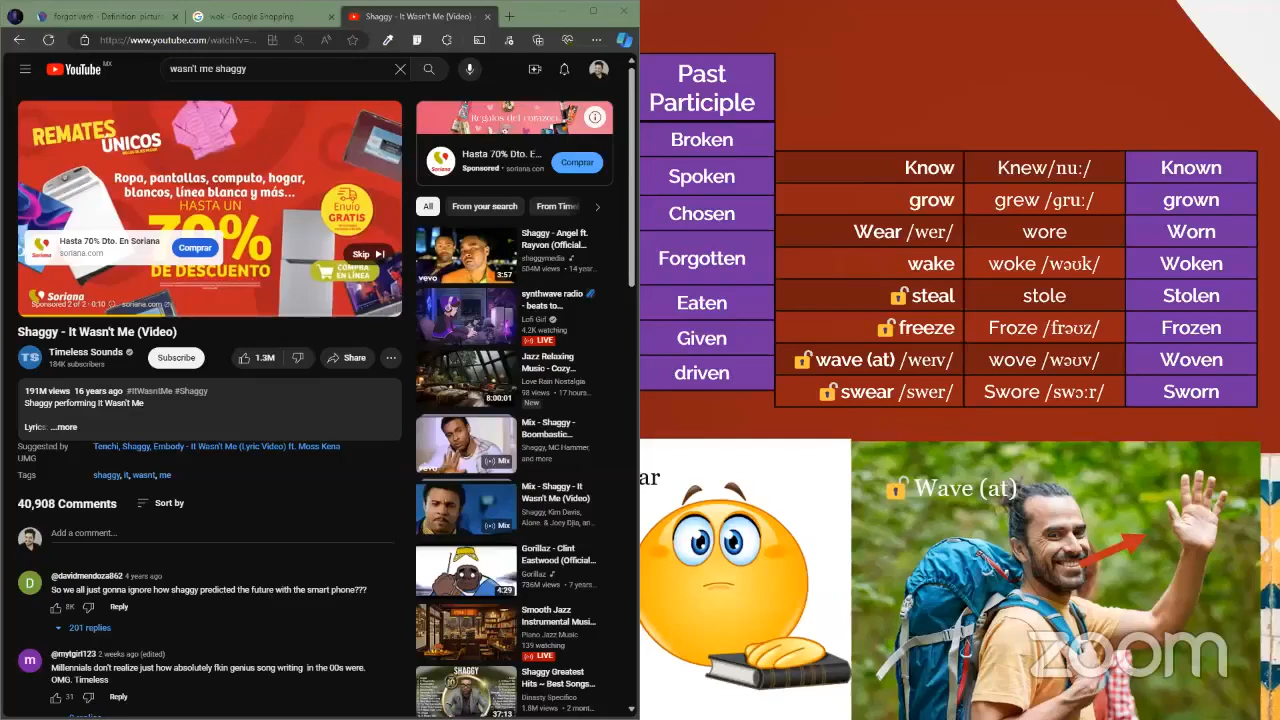 forgot verb - Definition, pictur
wok - Google Shopping
Shaggy - It Wasn't Me (Video)
http://www.youtube.com/watch?v=...
YouTube MX
wasn't me shaggy
REMATES
ÚNICOS
Ropa, pantallas, computo, hogar,
blancos, línea blanca y más...
HASTA UN
70%
DE DESCUENTO
Envío
GRATIS
COMPRA
EN LÍNEA
Hasta 70% Dto. En Soriana
soriana.com
Comprar
Skip
Soriana
Sponsored 2 of 2 · 0:10
soriana.com
Shaggy - It Wasn't Me (Video)
TS
Timeless Sounds
184K subscribers
Subscribe
1.3M
Share
191M views 16 years ago #ItWasntMe #Shaggy
Shaggy performing It Wasn't Me
Lyrics: ...more
Suggested by UMG
Tenchi, Shaggy, Embody - It Wasn't Me (Lyric Video) ft. Moss Kena
Tags
shaggy, it, wasnt, me
40,908 Comments
Sort by
Add a comment...
D
@davidmendoza862 4 years ago
So we all just gonna ignore how shaggy predicted the future with the smart phone???
8K
Reply
201 replies
m
@mytgirl123 2 weeks ago (edited)
Millennials don't realize just how absolutely fkin genius song writing in the 00s were.
OMG. Timeless
31
Reply
Regalos del corazón
Hasta 70% Dto. E...
Sponsored · soriana.com
Comprar
All
From your search
From Timel
Shaggy - Angel ft.
Rayvon (Official...
shaggymedia
504M views · 14 year...
vevo
3:57
synthwave radio
- beats to...
Lofi Girl
4.2K watching
LIVE
Jazz Relaxing
Music - Cozy...
Love Rain Nostalgia
98 views · 17 hours...
New
8:00:01
Mix - Shaggy -
Boombastic...
Shaggy, MC Hammer,
and more
vevo
Mix
Mix - Shaggy - It
Wasn't Me (Video)
Shaggy, Kim Davis,
Alone, & Joey Djia, an...
Mix
Gorillaz - Clint
Eastwood (Official...
Gorillaz
736M views · 7 years...
4:29
Smooth Jazz
Instrumental Musi...
Piano Jazz Music
139 watching
LIVE
Shaggy Greatest
Hits ~ Best Songs...
Dinasty Specifico
1.8M views · 2 mont...
SHAGGY
37:13
Past
Participle
Broken
Spoken
Chosen
Forgotten
Eaten
Given
driven
Know Knew/nuː/ Known
grow grew /ɡruː/ grown
Wear /wer/ wore Worn
wake woke /wəʊk/ Woken
steal stole Stolen
freeze Froze /frəʊz/ Frozen
wave (at) /weɪv/ wove /wəʊv/ Woven
swear /swer/ Swore /swɔːr/ Sworn
ar
Wave (at)
zoom